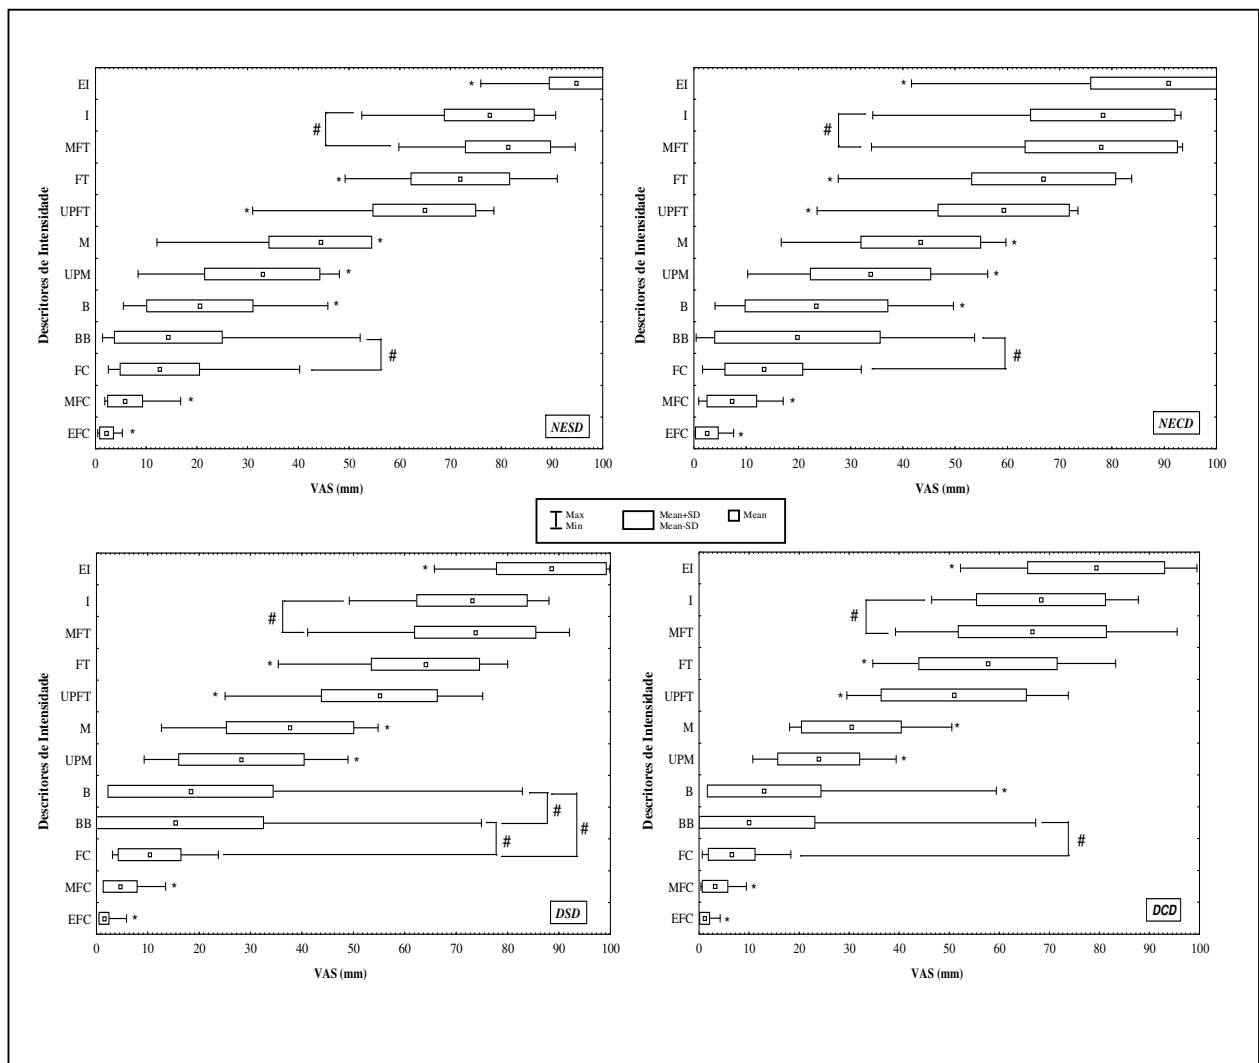 Descritores de Intensidade
EI *
I
#
MFT
FT *
UPFT *
M *
UPM *
B *
BB
#
FC
MFC *
EFC *
NESD
0 10 20 30 40 50 60 70 80 90 100
VAS (mm)
Descritores de Intensidade
EI *
I
#
MFT
FT *
UPFT *
M *
UPM *
B *
BB
#
FC
MFC *
EFC *
NECD
0 10 20 30 40 50 60 70 80 90 100
VAS (mm)
Max
Min
Mean+SD
Mean-SD
Mean
Descritores de Intensidade
EI *
I
#
MFT
FT *
UPFT *
M *
UPM *
B
#
BB
#
#
FC
MFC *
EFC *
DSD
0 10 20 30 40 50 60 70 80 90 100
VAS (mm)
Descritores de Intensidade
EI *
I
#
MFT
FT *
UPFT *
M *
UPM *
B *
BB
#
FC
MFC *
EFC *
DCD
0 10 20 30 40 50 60 70 80 90 100
VAS (mm)